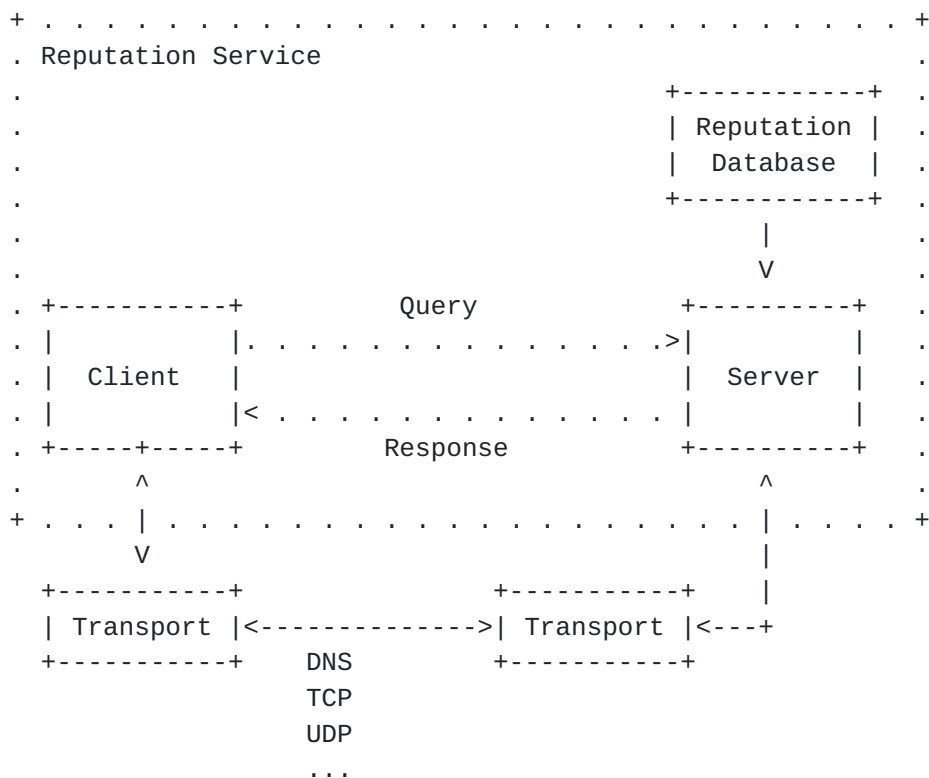 Reputation Service
Reputation
Database
Query
Client
Server
Response
Transport
Transport
DNS
TCP
UDP
...